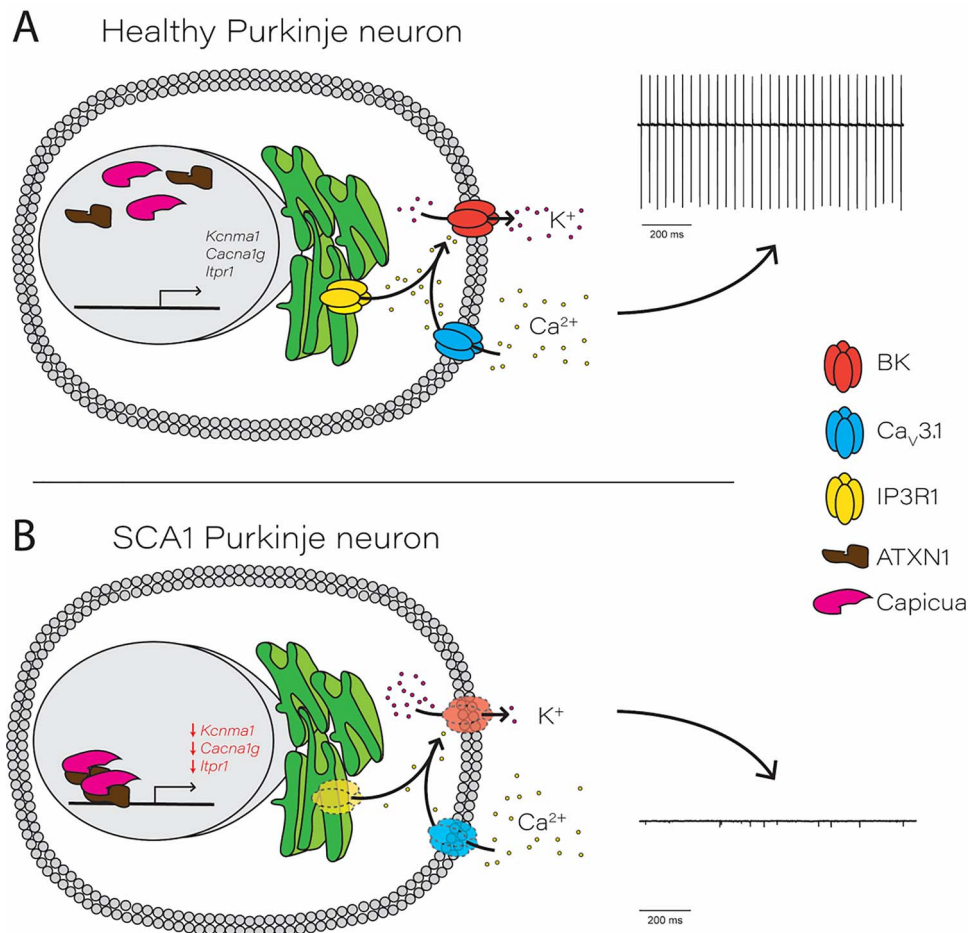 A
Healthy Purkinje neuron
Kcnma1
Cacna1g
Itpr1
K+
Ca2+
200 ms
BK
CaV3.1
IP3R1
ATXN1
Capicua
B
SCA1 Purkinje neuron
↓ Kcnma1
↓ Cacna1g
↓ Itpr1
K+
Ca2+
200 ms